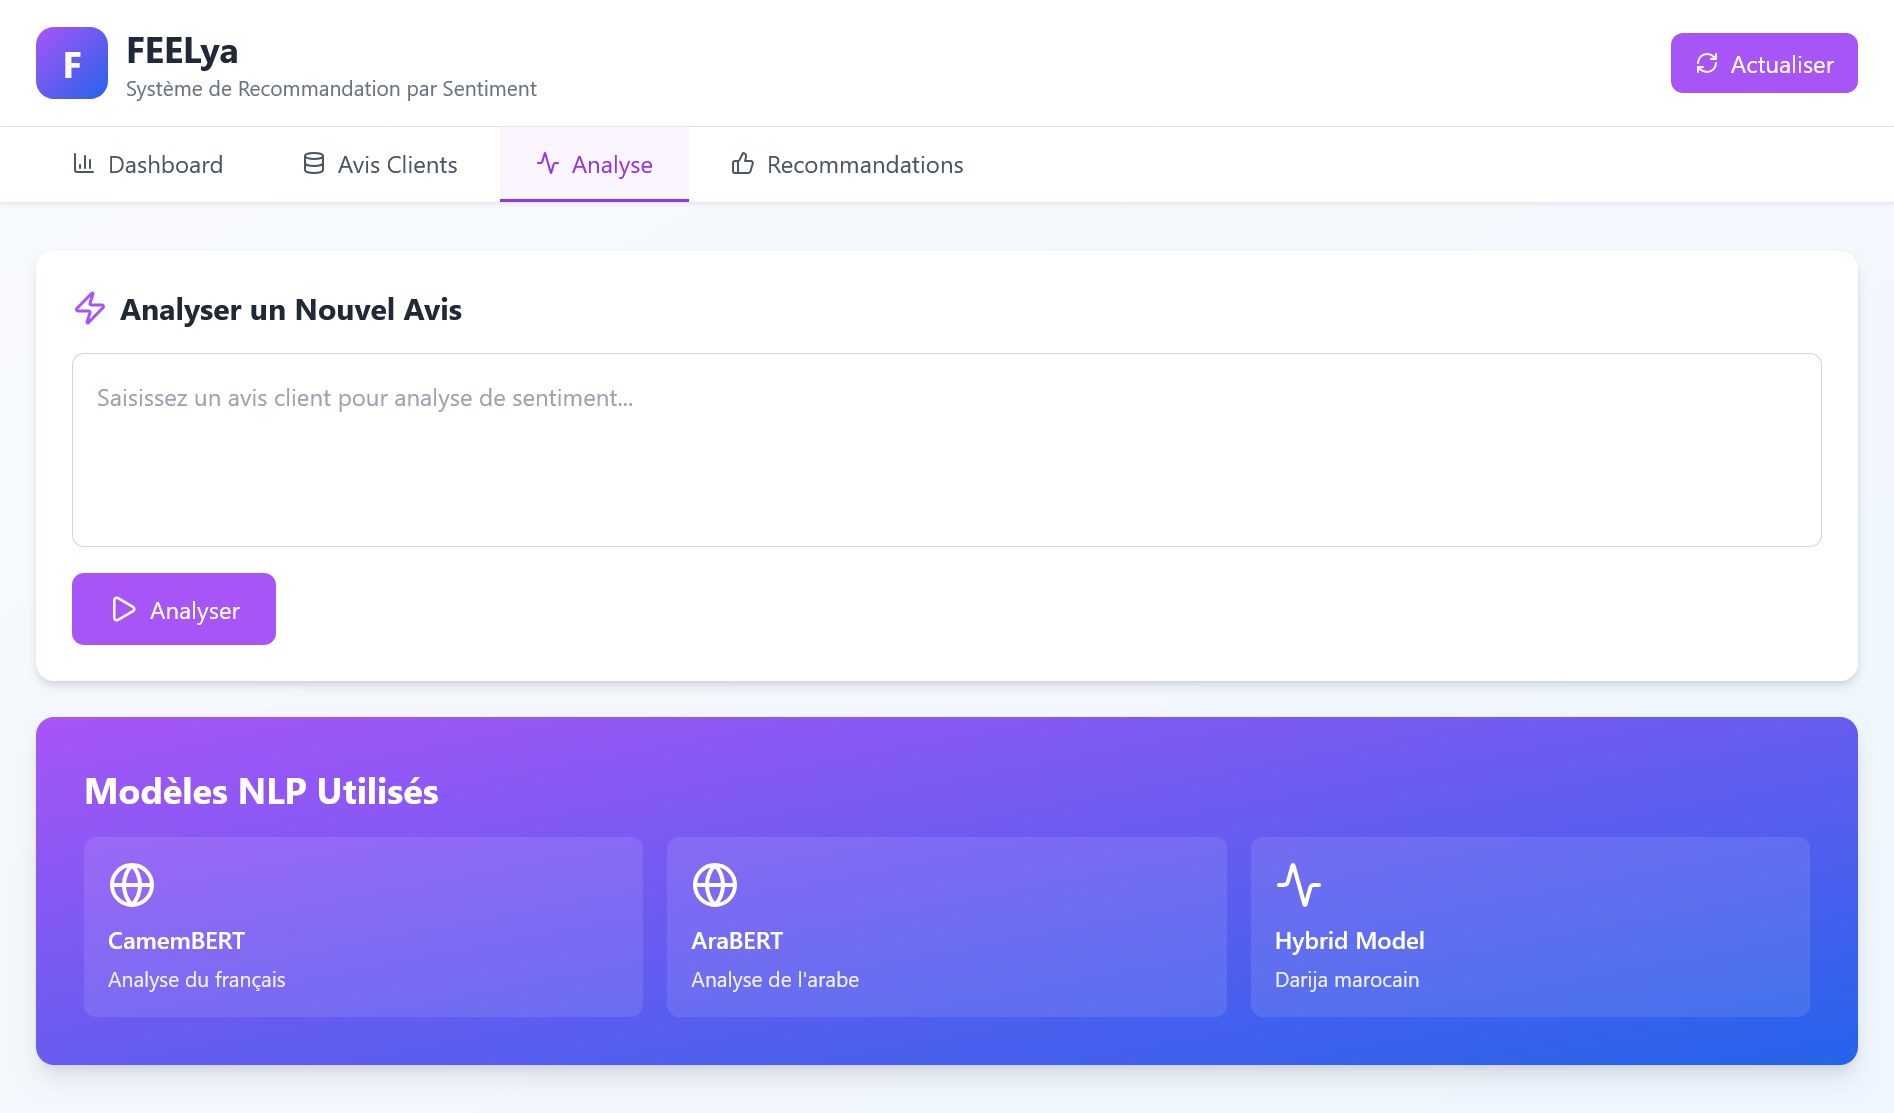 F
FEELya
Système de Recommandation par Sentiment
Actualiser
Dashboard
Avis Clients
Analyse
Recommandations
Analyser un Nouvel Avis
Saisissez un avis client pour analyse de sentiment...
Analyser
Modèles NLP Utilisés
CamemBERT
Analyse du français
AraBERT
Analyse de l'arabe
Hybrid Model
Darija marocain